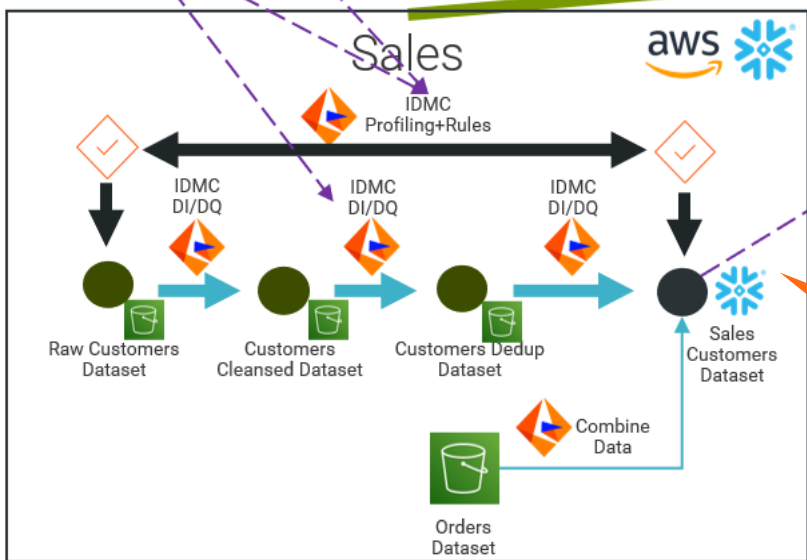 Sales
aws
IDMC
Profiling+Rules
IDMC
DI/DQ
IDMC
DI/DQ
IDMC
DI/DQ
Raw Customers
Dataset
Customers
Cleansed Dataset
Customers Dedup
Dataset
Sales
Customers
Dataset
Combine
Data
Orders
Dataset